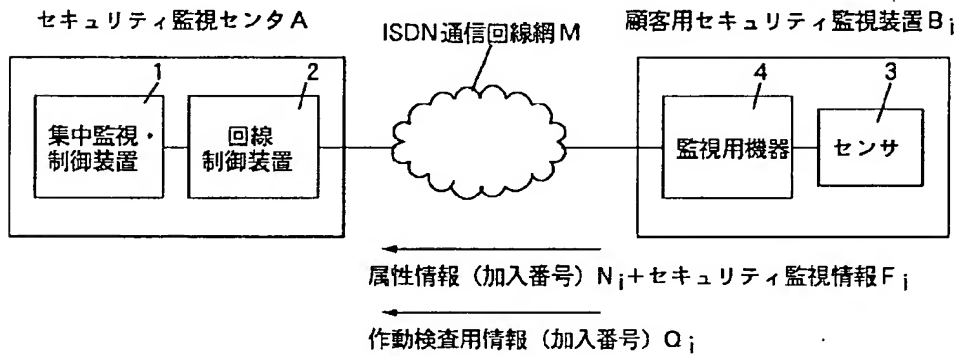 セキュリティ監視センタA
ISDN通信回線網M
顧客用セキュリティ監視装置Bi
1
2
4
3
集中監視・
制御装置
回線
制御装置
監視用機器
センサ
属性情報（加入番号）Ni+セキュリティ監視情報Fi
作動検査用情報（加入番号）Qi